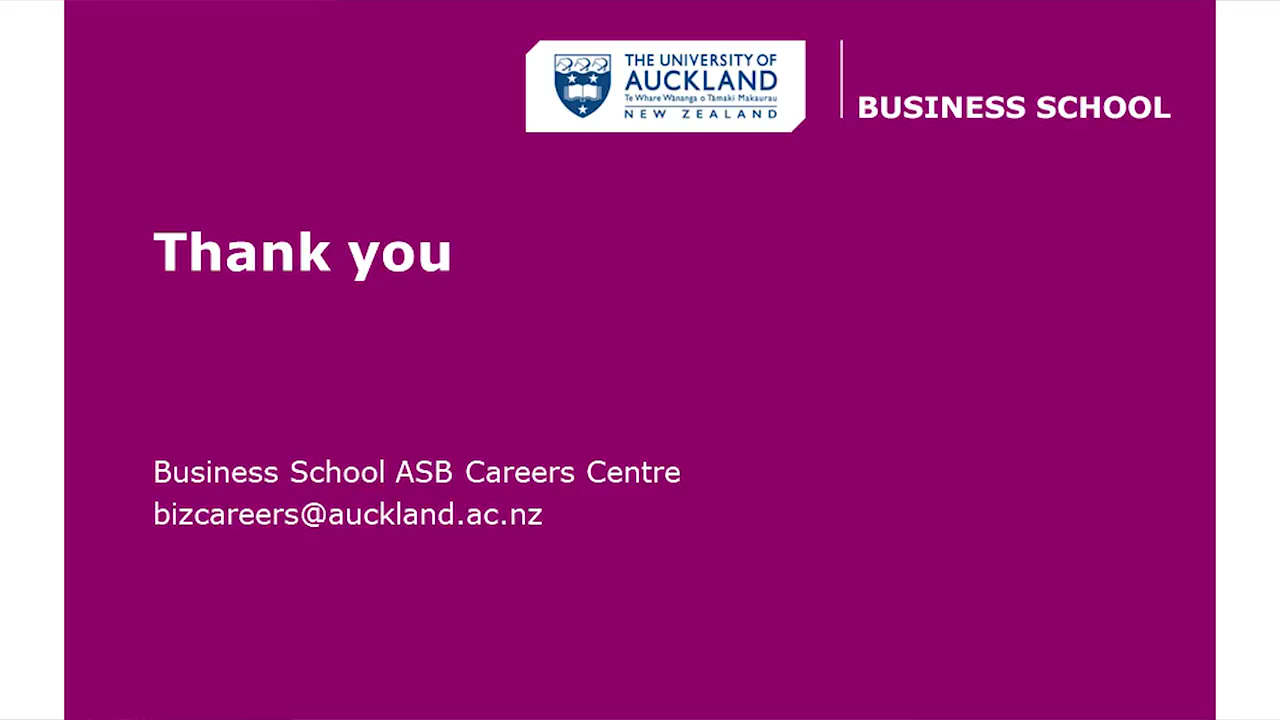 THE UNIVERSITY OF
AUCKLAND
Te Whare Wānanga o Tāmaki Makaurau
NEW ZEALAND
BUSINESS SCHOOL
Thank you
Business School ASB Careers Centre
bizcareers@auckland.ac.nz